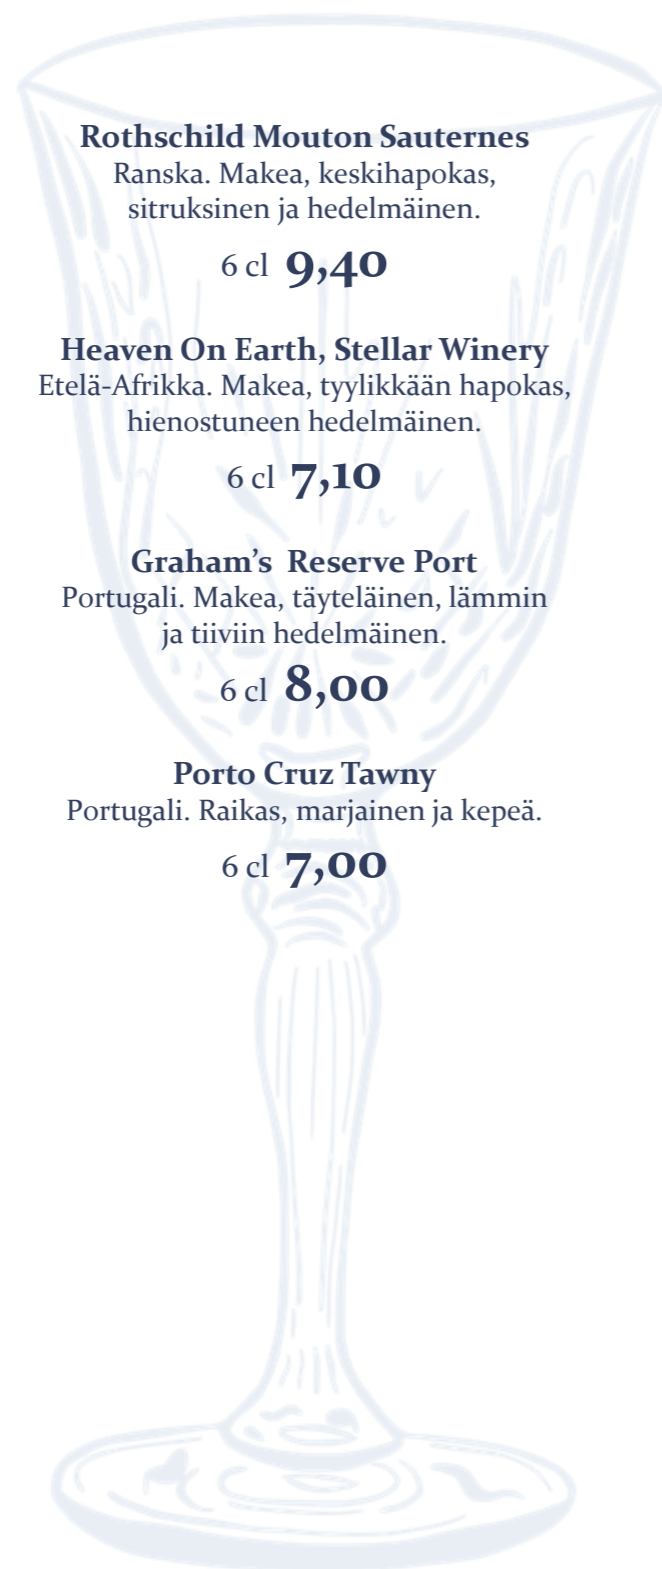 Rothschild Mouton Sauternes
Ranska. Makea, keskihapokas,
sitruksinen ja hedelmäinen.
6 cl 9,40
Heaven On Earth, Stellar Winery
Etelä-Afrikka. Makea, tyylikkään hapokas,
hienostuneen hedelmäinen.
6 cl 7,10
Graham’s Reserve Port
Portugali. Makea, täyteläinen, lämmin
ja tiiviin hedelmäinen.
6 cl 8,00
Porto Cruz Tawny
Portugali. Raikas, marjainen ja kepeä.
6 cl 7,00